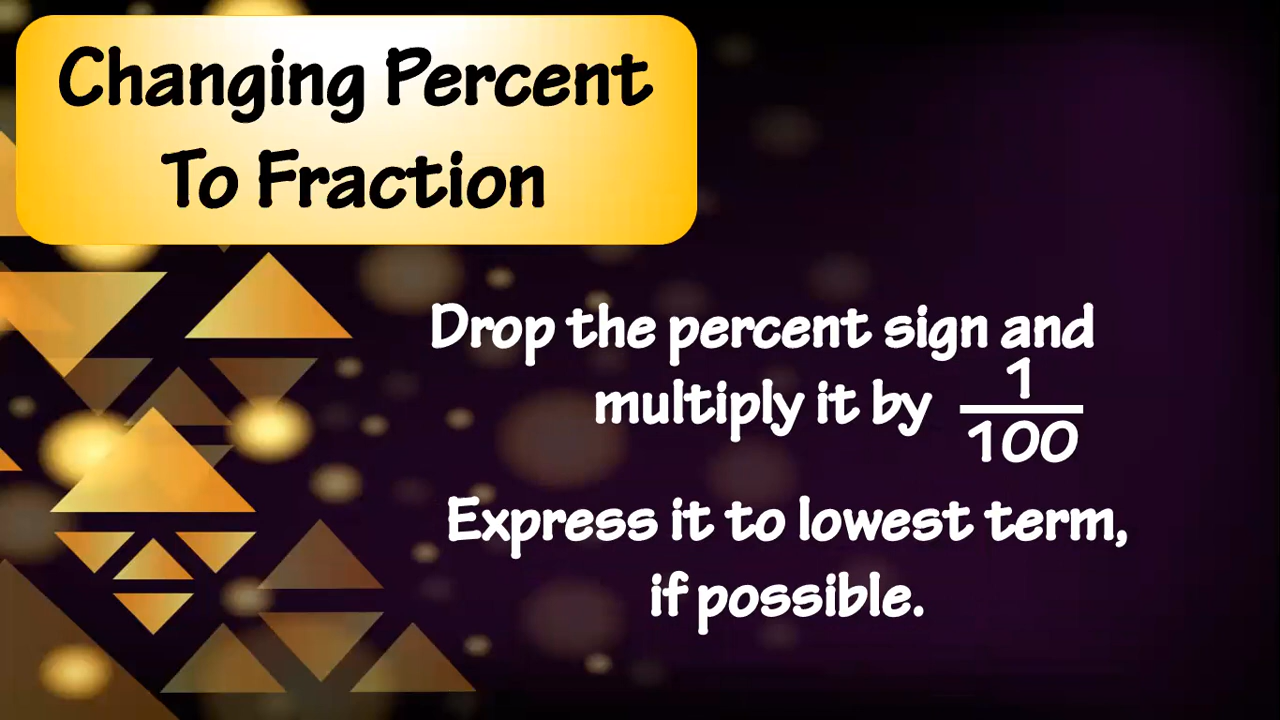 Changing Percent
To Fraction
Drop the percent sign and
multiply it by 1/100
Express it to lowest term,
if possible.